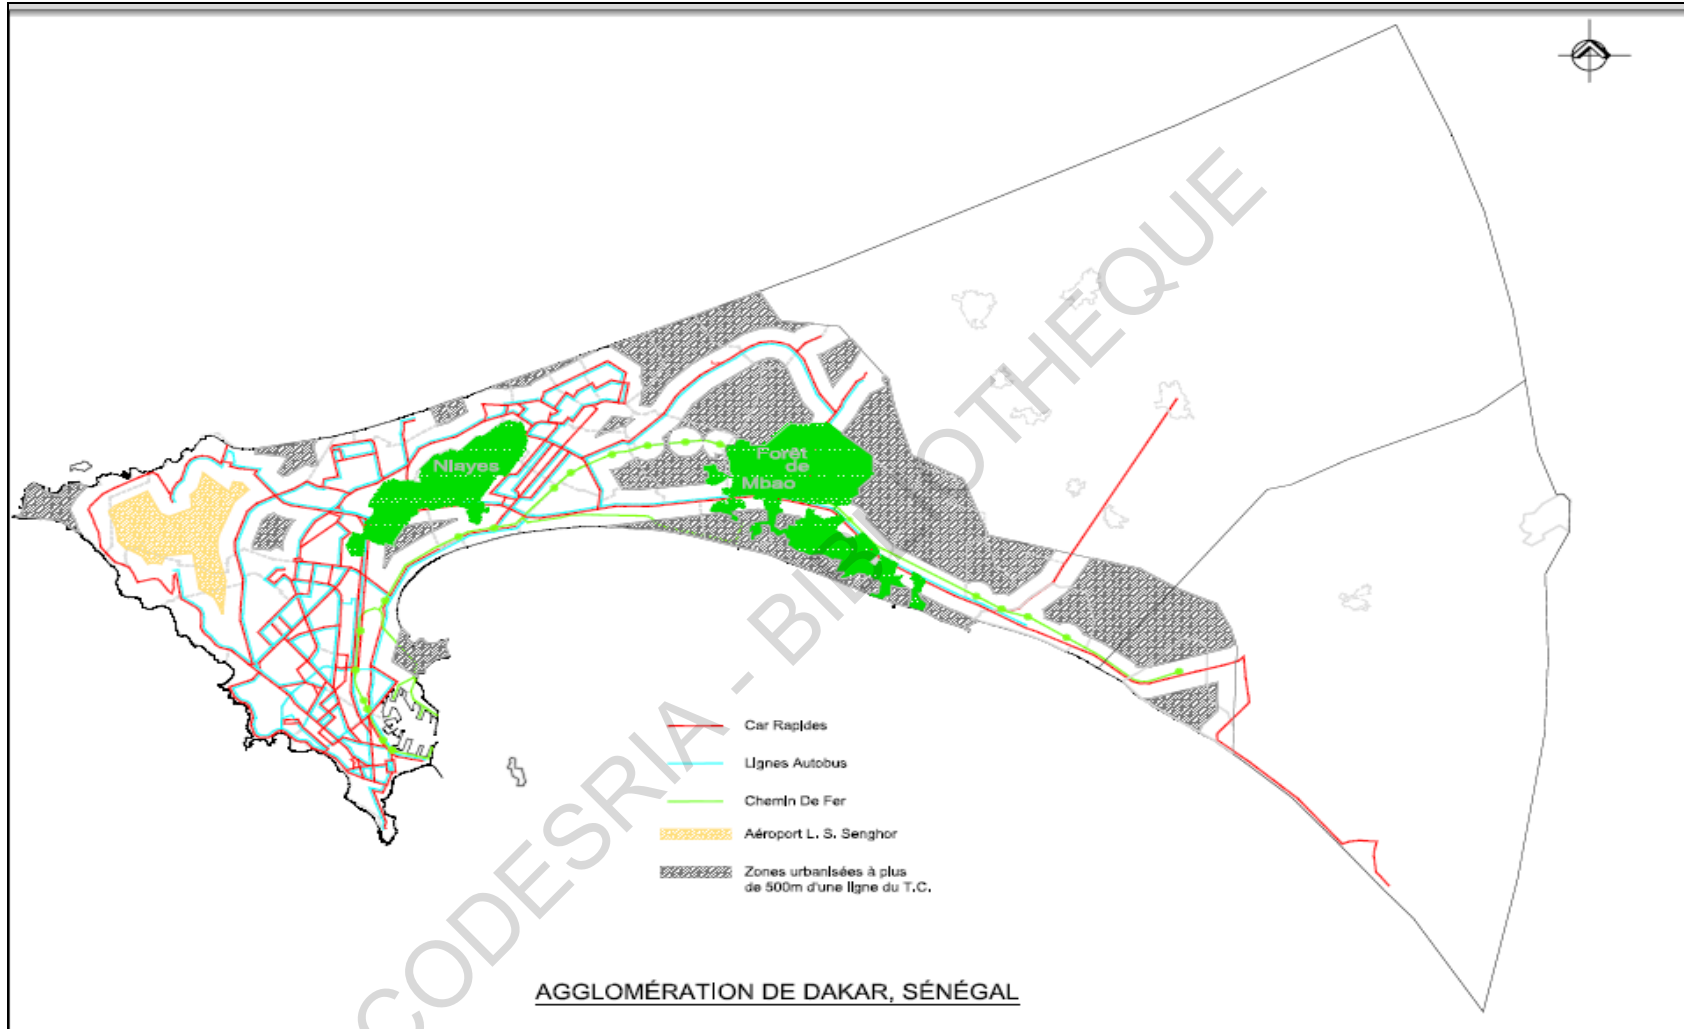 Niayes
Forêt
de
Mbao
CODESRIA - BIBLIOTHEQUE
Car Rapides
Lignes Autobus
Chemin De Fer
Aéroport L. S. Senghor
Zones urbanisées à plus
de 500m d'une ligne du T.C.
AGGLOMÉRATION DE DAKAR, SÉNÉGAL